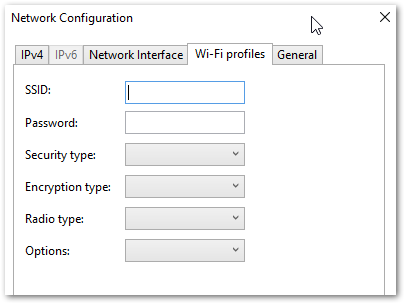 Network Configuration
IPv4 IPv6 Network Interface Wi-Fi profiles General
SSID:
Password:
Security type:
Encryption type:
Radio type:
Options: